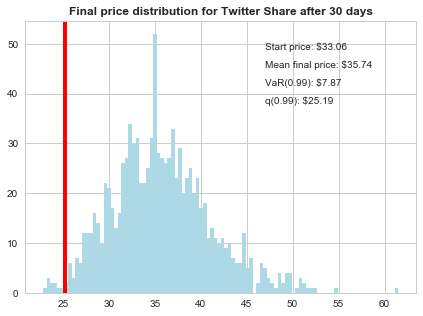 Final price distribution for Twitter Share after 30 days
50
40
30
20
10
0
Start price: $33.06
Mean final price: $35.74
VaR(0.99): $7.87
q(0.99): $25.19
25 30 35 40 45 50 55 60